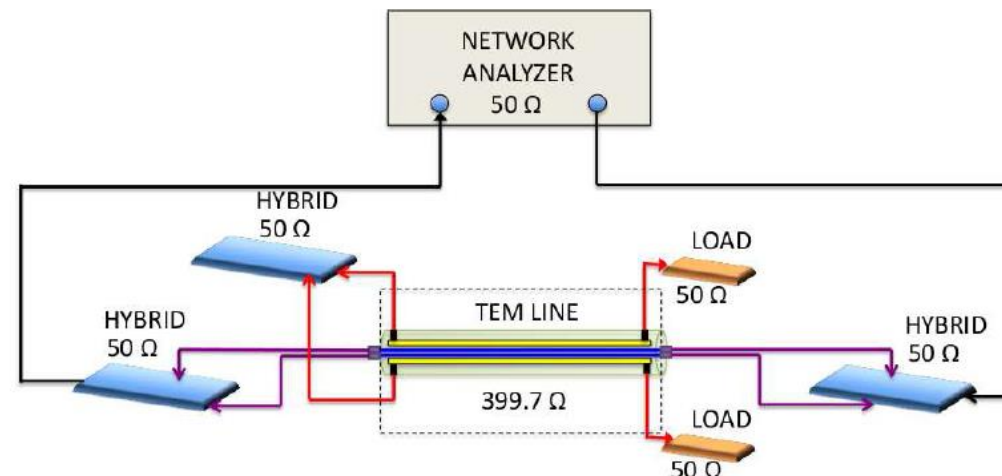 NETWORK
ANALYZER
50 Ω
HYBRID
50 Ω
LOAD
50 Ω
TEM LINE
HYBRID
50 Ω
HYBRID
50 Ω
399.7 Ω
LOAD
50 Ω